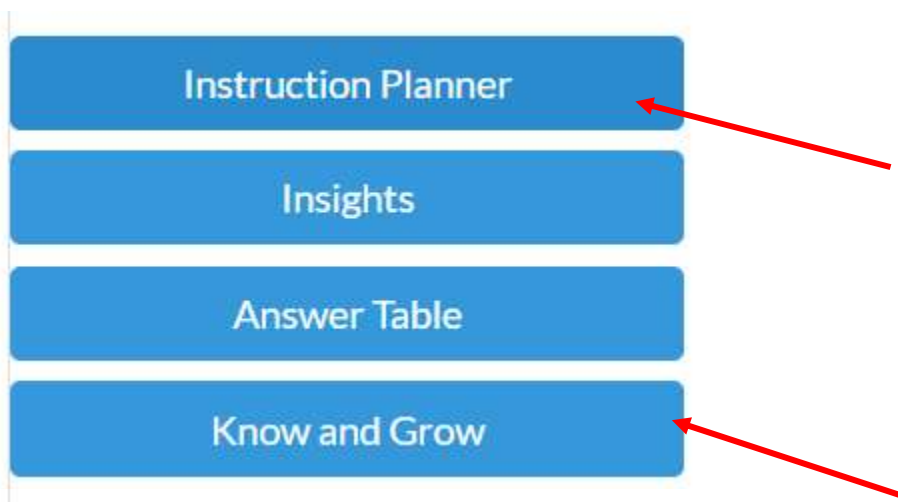 Instruction Planner
Insights
Answer Table
Know and Grow